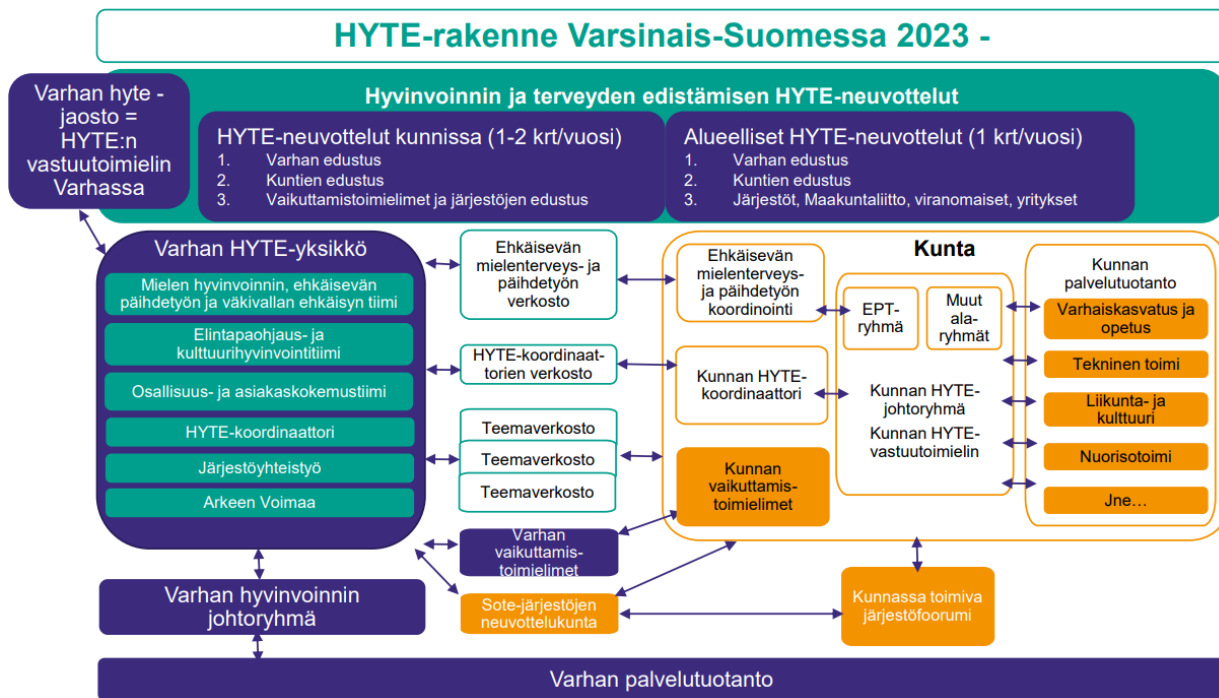 HYTE-rakenne Varsinais-Suomessa 2023 -
Varhan hyte -
jaosto =
HYTE:n
vastuutoimielin
Varhassa
Hyvinvoinnin ja terveyden edistämisen HYTE-neuvottelut
HYTE-neuvottelut kunnissa (1-2 krt/vuosi)
1. Varhan edustus
2. Kuntien edustus
3. Vaikuttamistoimielimet ja järjestöjen edustus
Alueelliset HYTE-neuvottelut (1 krt/vuosi)
1. Varhan edustus
2. Kuntien edustus
3. Järjestöt, Maakuntaliitto, viranomaiset, yritykset
Varhan HYTE-yksikkö
Mielen hyvinvoinnin, ehkäisevän
päihdetyön ja väkivallan ehkäisyn tiimi
Elintapaohjaus- ja
kulttuurihyvinvointitiimi
Osallisuus- ja asiakaskokemustiimi
HYTE-koordinaattori
Järjestöyhteistyö
Arkeen Voimaa
Ehkäisevän
mielenterveys- ja
päihdetyön
verkosto
HYTE-koordinaat-
torien verkosto
Teemaverkosto
Teemaverkosto
Teemaverkosto
Varhan
vaikuttamis-
toimielimet
Sote-järjestöjen
neuvottelukunta
Kunta
Ehkäisevän
mielenterveys-
ja päihdetyön
koordinointi
Kunnan HYTE-
koordinaattori
Kunnan
vaikuttamis-
toimielimet
EPT-
ryhmä
Muut
ala-
ryhmät
Kunnan HYTE-
johtoryhmä
Kunnan HYTE-
vastuutoimielin
Kunnan
palvelutuotanto
Varhaiskasvatus ja
opetus
Tekninen toimi
Liikunta- ja
kulttuuri
Nuorisotoimi
Jne…
Kunnassa toimiva
järjestöfoorumi
Varhan hyvinvoinnin
johtoryhmä
Varhan palvelutuotanto